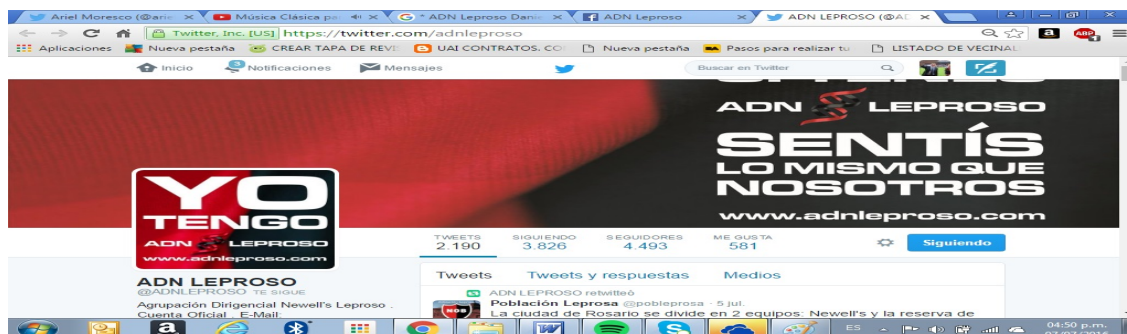 Ariel Moresco (@arie
Música Clásica pa
* ADN Leproso Danie
ADN Leproso
ADN LEPROSO (@AD
Twitter, Inc. [US] https://twitter.com/adnleproso
Aplicaciones
Nueva pestaña
CREAR TAPA DE REVI
UAI CONTRATOS. CO
Nueva pestaña
Pasos para realizar tu
LISTADO DE VECINAL
Inicio
Notificaciones
Mensajes
Buscar en Twitter
ADN LEPROSO
SENTÍS
LO MISMO QUE
NOSOTROS
www.adnleproso.com
YO
TENGO
ADN LEPROSO
www.adnleproso.com
TWEETS SIGUIENDO SEGUIDORES ME GUSTA
2.190 3.826 4.493 581
Siguiendo
ADN LEPROSO
@ADNLEPROSO TE SIGUE
Agrupación Dirigencial Newell's Leproso .
Cuenta Oficial . E-Mail:
Tweets Tweets y respuestas Medios
ADN LEPROSO retwitteó
Población Leprosa @pobleprosa · 5 jul.
La ciudad de Rosario se divide en 2 equipos: Newell's y la reserva de
ES
04:50 p.m.